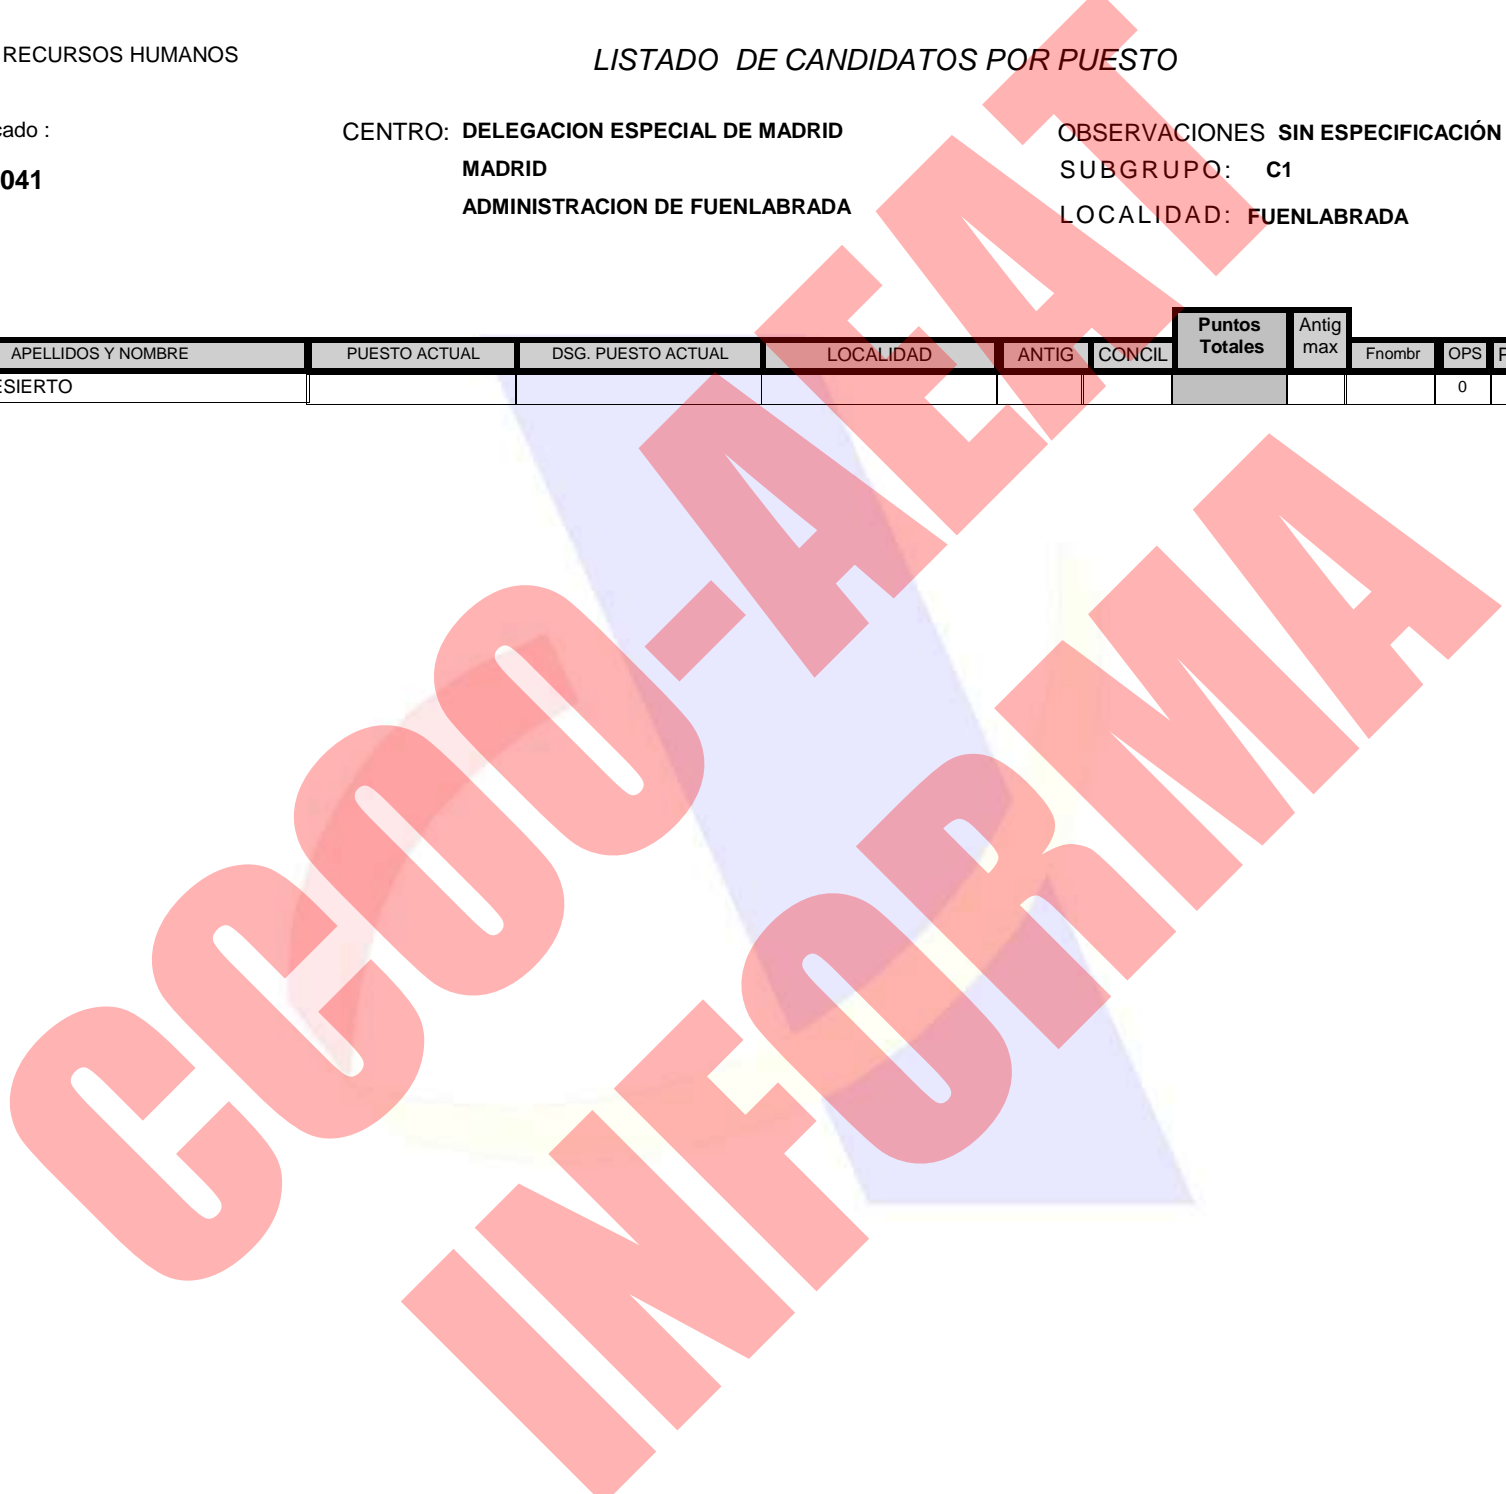 RECURSOS HUMANOS
LISTADO DE CANDIDATOS POR PUESTO
cado :
CENTRO: DELEGACION ESPECIAL DE MADRID
OBSERVACIONES SIN ESPECIFICACIÓN
MADRID
SUBGRUPO: C1
041
ADMINISTRACION DE FUENLABRADA
LOCALIDAD: FUENLABRADA
APELLIDOS Y NOMBRE PUESTO ACTUAL DSG. PUESTO ACTUAL LOCALIDAD ANTIG CONCIL Puntos Totales Antig max Fnombr OPS P
ESIERTO 0
CCOO-AEAT
INFORMA